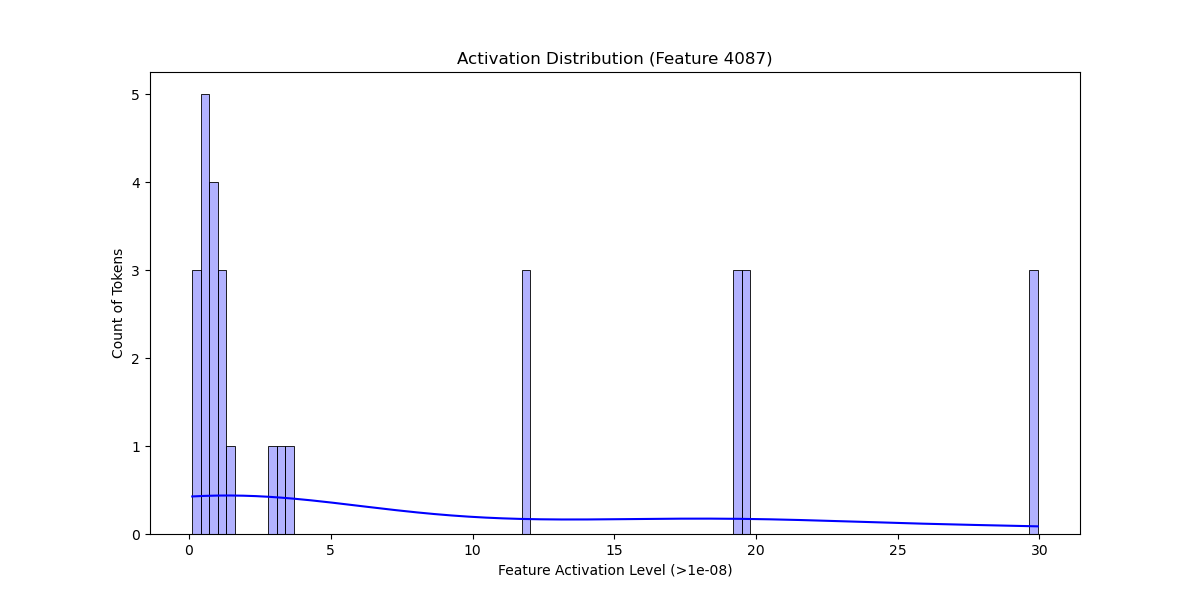 Activation Distribution (Feature 4087)
5
4
3
2
1
0
Count of Tokens
0 5 10 15 20 25 30
Feature Activation Level (>1e-08)